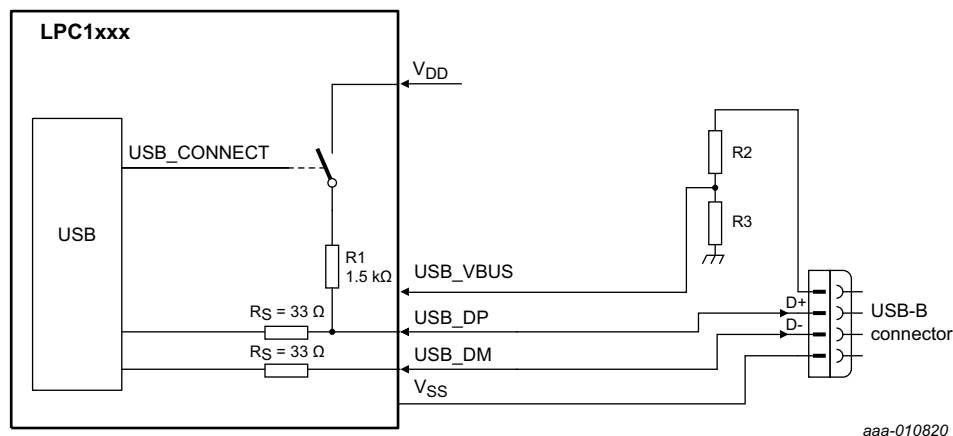 LPC1xxx
VDD
USB_CONNECT
R2
USB
R3
R1
1.5 kΩ
USB_VBUS
RS = 33 Ω
USB_DP
D+
USB-B
RS = 33 Ω
USB_DM
D-
connector
VSS
aaa-010820